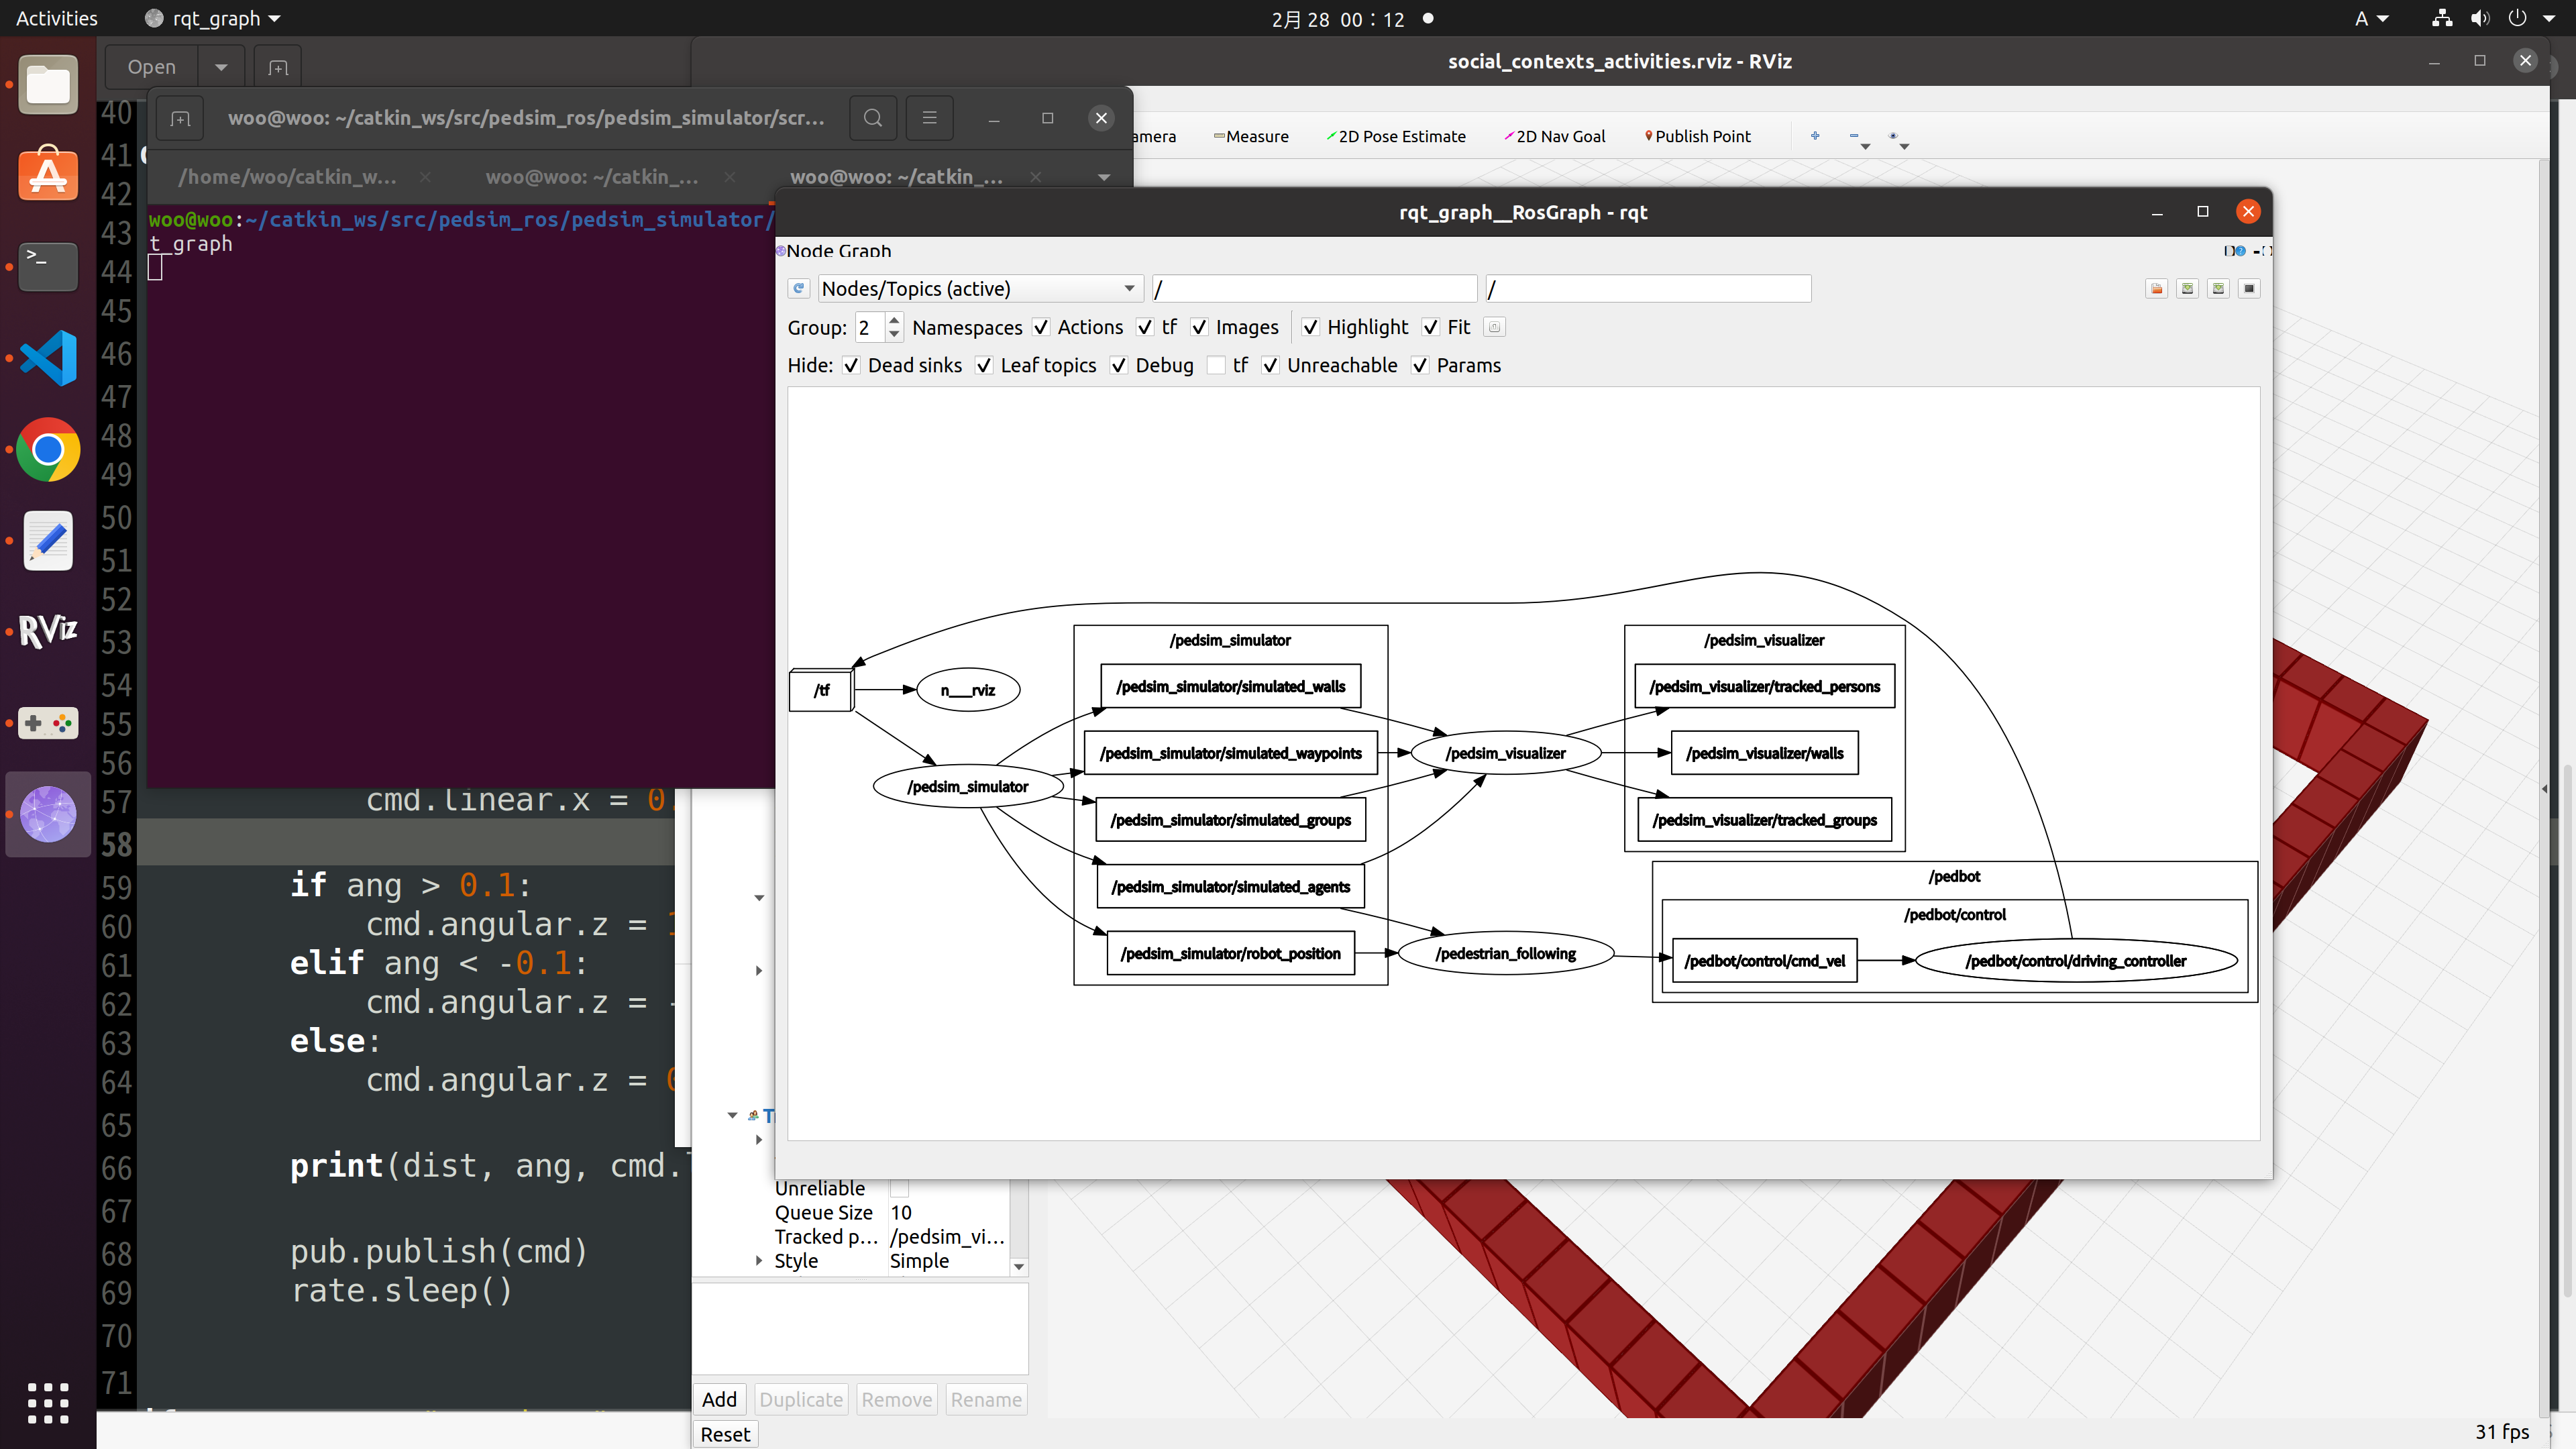 Activities
rqt_graph
2月 28 00：12
A
Open
social_contexts_activities.rviz - RViz
woo@woo: ~/catkin_ws/src/pedsim_ros/pedsim_simulator/scr...
amera
Measure
2D Pose Estimate
2D Nav Goal
Publish Point
/home/woo/catkin_w...
woo@woo: ~/catkin_...
woo@woo: ~/catkin_...
woo@woo:~/catkin_ws/src/pedsim_ros/pedsim_simulator/
t_graph
rqt_graph__RosGraph - rqt
Node Graph
Nodes/Topics (active)
/
/
Group: 2 Namespaces Actions tf Images Highlight Fit
Hide: Dead sinks Leaf topics Debug tf Unreachable Params
/tf
n___rviz
/pedsim_simulator
/pedsim_simulator
/pedsim_simulator/simulated_walls
/pedsim_simulator/simulated_waypoints
/pedsim_simulator/simulated_groups
/pedsim_simulator/simulated_agents
/pedsim_simulator/robot_position
/pedsim_visualizer
/pedestrian_following
/pedsim_visualizer
/pedsim_visualizer/tracked_persons
/pedsim_visualizer/walls
/pedsim_visualizer/tracked_groups
/pedbot
/pedbot/control
/pedbot/control/cmd_vel
/pedbot/control/driving_controller
RViz
40
41
42
43
44
45
46
47
48
49
50
51
52
53
54
55
56
57 cmd.linear.x = 0.
58
59 if ang > 0.1:
60 cmd.angular.z = 1
61 elif ang < -0.1:
62 cmd.angular.z = -
63 else:
64 cmd.angular.z = 0
65
66 print(dist, ang, cmd.
67
68 pub.publish(cmd)
69 rate.sleep()
70
71
T
Unreliable
Queue Size 10
Tracked p... /pedsim_vi...
Style Simple
Add Duplicate Remove Rename
Reset
31 fps